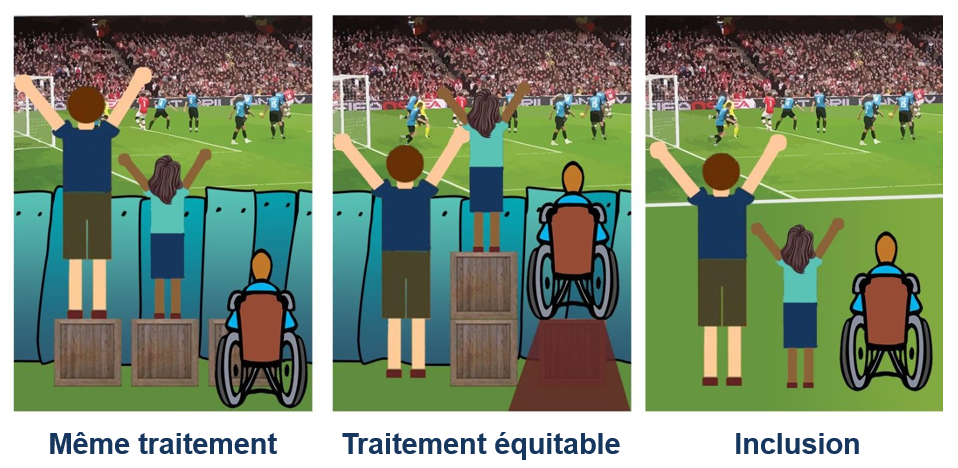 Même traitement
Traitement équitable
Inclusion